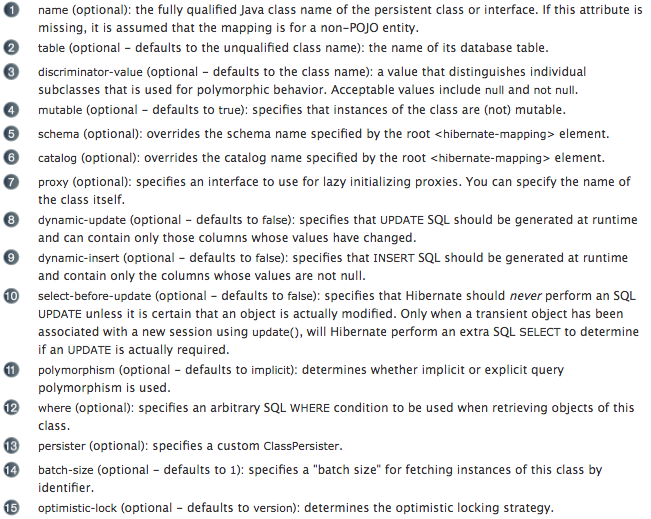 1 name (optional): the fully qualified Java class name of the persistent class or interface. If this attribute is
missing, it is assumed that the mapping is for a non-POJO entity.
2 table (optional – defaults to the unqualified class name): the name of its database table.
3 discriminator-value (optional – defaults to the class name): a value that distinguishes individual
subclasses that is used for polymorphic behavior. Acceptable values include null and not null.
4 mutable (optional – defaults to true): specifies that instances of the class are (not) mutable.
5 schema (optional): overrides the schema name specified by the root <hibernate-mapping> element.
6 catalog (optional): overrides the catalog name specified by the root <hibernate-mapping> element.
7 proxy (optional): specifies an interface to use for lazy initializing proxies. You can specify the name of
the class itself.
8 dynamic-update (optional – defaults to false): specifies that UPDATE SQL should be generated at runtime
and can contain only those columns whose values have changed.
9 dynamic-insert (optional – defaults to false): specifies that INSERT SQL should be generated at runtime
and contain only the columns whose values are not null.
10 select-before-update (optional – defaults to false): specifies that Hibernate should never perform an SQL
UPDATE unless it is certain that an object is actually modified. Only when a transient object has been
associated with a new session using update(), will Hibernate perform an extra SQL SELECT to determine
if an UPDATE is actually required.
11 polymorphism (optional – defaults to implicit): determines whether implicit or explicit query
polymorphism is used.
12 where (optional): specifies an arbitrary SQL WHERE condition to be used when retrieving objects of this
class.
13 persister (optional): specifies a custom ClassPersister.
14 batch-size (optional – defaults to 1): specifies a "batch size" for fetching instances of this class by
identifier.
15 optimistic-lock (optional – defaults to version): determines the optimistic locking strategy.